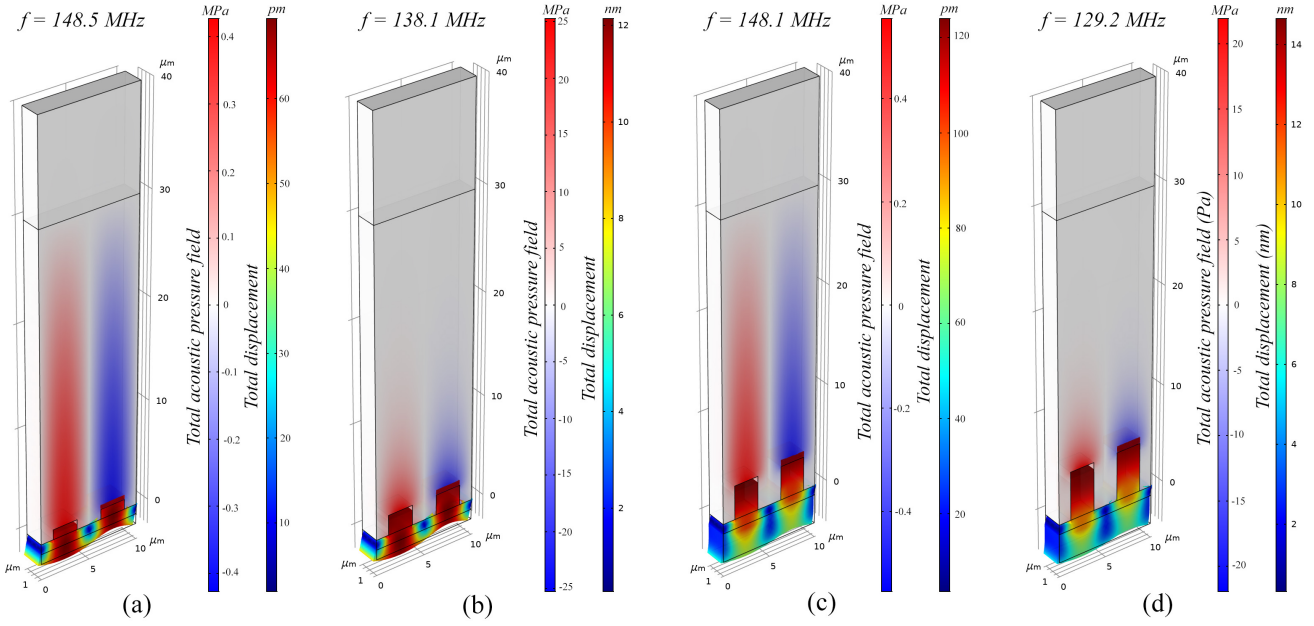 f = 148.5 MHz
MPa
pm
μm
40
30
20
10
0
10
5
0
1
μm
0.4
0.3
0.2
0.1
0
-0.1
-0.2
-0.3
-0.4
Total acoustic pressure field
60
50
40
30
20
10
Total displacement
(a)
f = 138.1 MHz
MPa
nm
μm
40
30
20
10
0
10
5
0
1
μm
25
20
15
10
5
0
-5
-10
-15
-20
-25
Total acoustic pressure field
12
10
8
6
4
2
Total displacement
(b)
f = 148.1 MHz
MPa
pm
μm
40
30
20
10
0
10
5
0
1
μm
0.4
0.2
0
-0.2
-0.4
Total acoustic pressure field
120
100
80
60
40
20
Total displacement
(c)
f = 129.2 MHz
MPa
nm
μm
40
30
20
10
0
10
5
0
1
μm
20
15
10
5
0
-5
-10
-15
-20
Total acoustic pressure field (Pa)
14
12
10
8
6
4
2
Total displacement (nm)
(d)